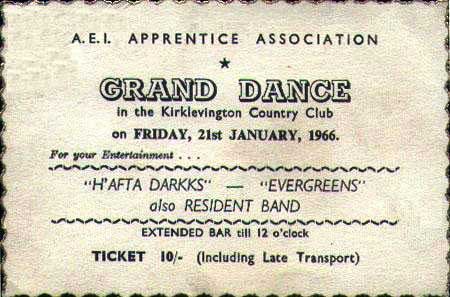 A.E.I. APPRENTICE ASSOCIATION
★
GRAND DANCE
in the Kirklevington Country Club
on FRIDAY, 21st JANUARY, 1966.
For your Entertainment . . .
"H'AFTA DARKKS" — "EVERGREENS"
also RESIDENT BAND
EXTENDED BAR till 12 o'clock
TICKET 10/- (Including Late Transport)